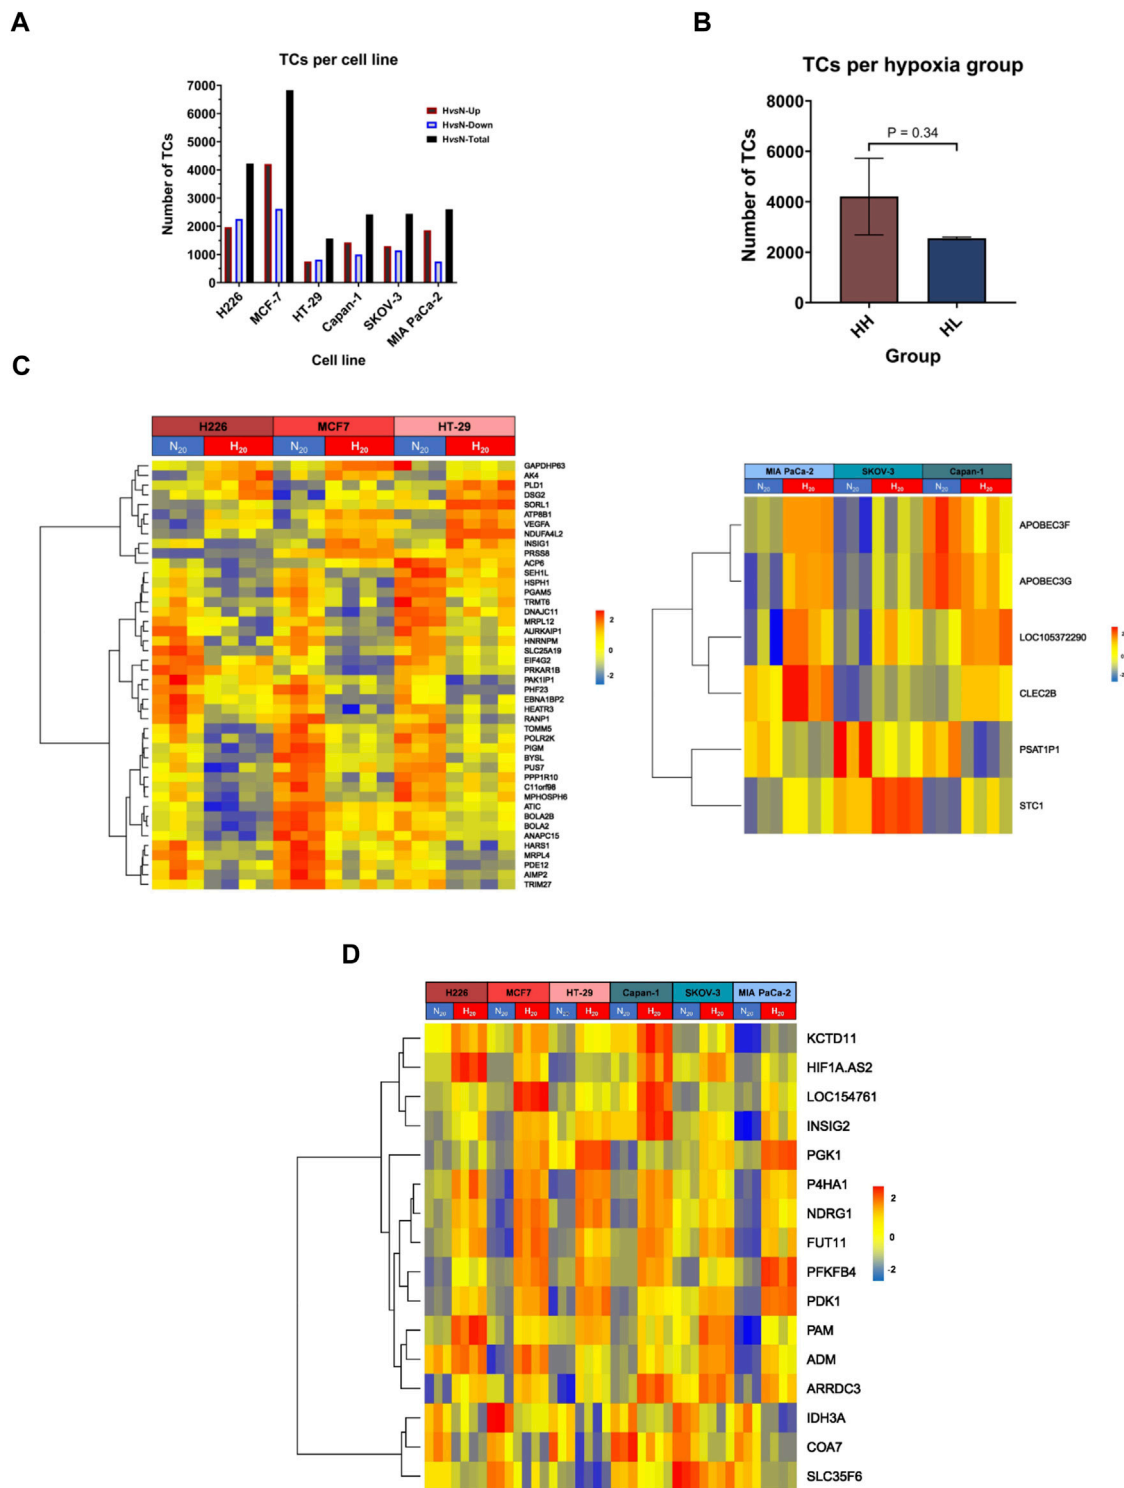 A
TCs per cell line
Number of TCs
7000
6000
5000
4000
3000
2000
1000
0
HvsN-Up
HvsN-Down
HvsN-Total
H226
MCF-7
HT-29
Capan-1
SKOV-3
MIA PaCa-2
Cell line
B
TCs per hypoxia group
Number of TCs
8000
6000
4000
2000
0
P = 0.34
HH
HL
Group
C
H226 MCF7 HT-29
N20 H20 N20 H20 N20 H20
GAPDHP63
AK4
PLD1
DSG2
SORL1
ATP8B1
VEGFA
NDUFA4L2
INSIG1
PRSS8
ACP6
SEH1L
HSPH1
PGAM5
TRMT6
DNAJC11
MRPL12
AURKAIP1
HNRNPM
SLC25A19
EIF4G2
PRKAR1B
PAK1IP1
PHF23
EBNA1BP2
HEATR3
RANP1
TOMM5
POLR2K
PIGM
BYSL
PUS7
PPP1R10
C11orf98
MPHOSPH6
ATIC
BOLA2B
BOLA2
ANAPC15
HARS1
MRPL4
PDE12
AIMP2
TRIM27
2
0
-2
MIA PaCa-2 SKOV-3 Capan-1
N20 H20 N20 H20 N20 H20
APOBEC3F
APOBEC3G
LOC105372290
CLEC2B
PSAT1P1
STC1
2
0
-2
D
H226 MCF7 HT-29 Capan-1 SKOV-3 MIA PaCa-2
N20 H20 N20 H20 N20 H20 N20 H20 N20 H20 N20 H20
KCTD11
HIF1A.AS2
LOC154761
INSIG2
PGK1
P4HA1
NDRG1
FUT11
PFKFB4
PDK1
PAM
ADM
ARRDC3
IDH3A
COA7
SLC35F6
2
0
-2